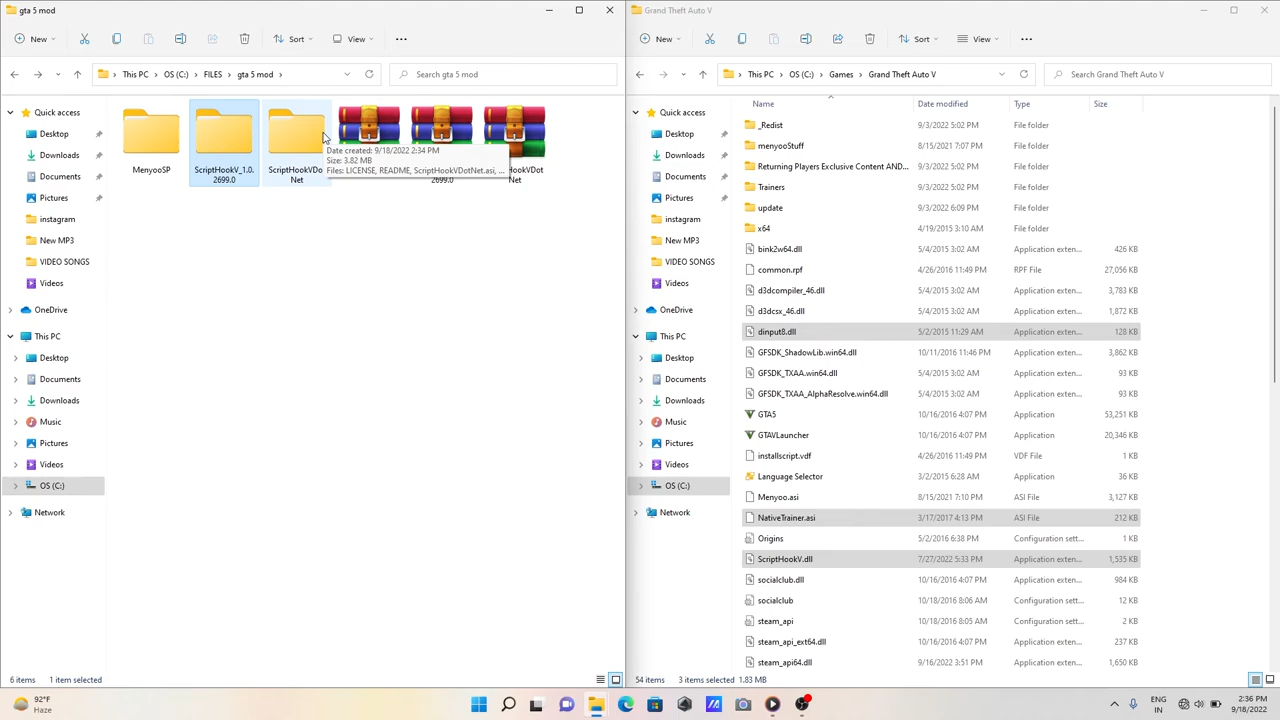 gta 5 mod
New
Sort
View
This PC
OS (C:)
FILES
gta 5 mod
Search gta 5 mod
Quick access
Desktop
Downloads
Documents
Pictures
instagram
New MP3
VIDEO SONGS
Videos
OneDrive
This PC
Desktop
Documents
Downloads
Music
Pictures
Videos
OS (C:)
Network
MenyooSP
ScriptHookV_1.0.
2699.0
ScriptHookVDo
Net
2699.0
HookVDot
Net
Date created: 9/18/2022 2:34 PM
Size: 3.82 MB
Files: LICENSE, README, ScriptHookVDotNet.asi, ...
6 items 1 item selected
Grand Theft Auto V
New
Sort
View
This PC
OS (C:)
Games
Grand Theft Auto V
Search Grand Theft Auto V
Quick access
Desktop
Downloads
Documents
Pictures
instagram
New MP3
VIDEO SONGS
Videos
OneDrive
This PC
Desktop
Documents
Downloads
Music
Pictures
Videos
OS (C:)
Network
Name Date modified Type Size
_Redist 9/3/2022 5:02 PM File folder
menyooStuff 8/15/2021 7:07 PM File folder
Returning Players Exclusive Content AND... 9/3/2022 5:02 PM File folder
Trainers 9/3/2022 5:02 PM File folder
update 9/3/2022 6:09 PM File folder
x64 4/19/2015 3:10 AM File folder
bink2w64.dll 5/4/2015 3:02 AM Application exten... 426 KB
common.rpf 4/26/2016 11:49 PM RPF File 27,056 KB
d3dcompiler_46.dll 5/4/2015 3:02 AM Application exten... 3,783 KB
d3dcsx_46.dll 5/4/2015 3:02 AM Application exten... 1,872 KB
dinput8.dll 5/2/2015 11:29 AM Application exten... 128 KB
GFSDK_ShadowLib.win64.dll 10/11/2016 11:46 PM Application exten... 3,862 KB
GFSDK_TXAA.win64.dll 5/4/2015 3:02 AM Application exten... 93 KB
GFSDK_TXAA_AlphaResolve.win64.dll 5/4/2015 3:02 AM Application exten... 93 KB
GTA5 10/16/2016 4:07 PM Application 53,251 KB
GTAVLauncher 10/16/2016 4:07 PM Application 20,346 KB
installscript.vdf 4/26/2016 11:49 PM VDF File 1 KB
Language Selector 3/2/2015 6:28 AM Application 36 KB
Menyoo.asi 8/15/2021 7:10 PM ASI File 3,127 KB
NativeTrainer.asi 3/17/2017 4:13 PM ASI File 212 KB
Origins 5/2/2016 6:38 PM Configuration sett... 1 KB
ScriptHookV.dll 7/27/2022 5:33 PM Application exten... 1,535 KB
socialclub.dll 10/16/2016 4:07 PM Application exten... 984 KB
socialclub 10/18/2016 8:06 AM Configuration sett... 12 KB
steam_api 10/18/2016 8:05 AM Configuration sett... 2 KB
steam_api_ext64.dll 10/16/2016 4:07 PM Application exten... 237 KB
steam_api64.dll 9/16/2022 3:51 PM Application exten... 1,650 KB
54 items 3 items selected 1.83 MB
92°F
Haze
ENG
IN
2:36 PM
9/18/2022